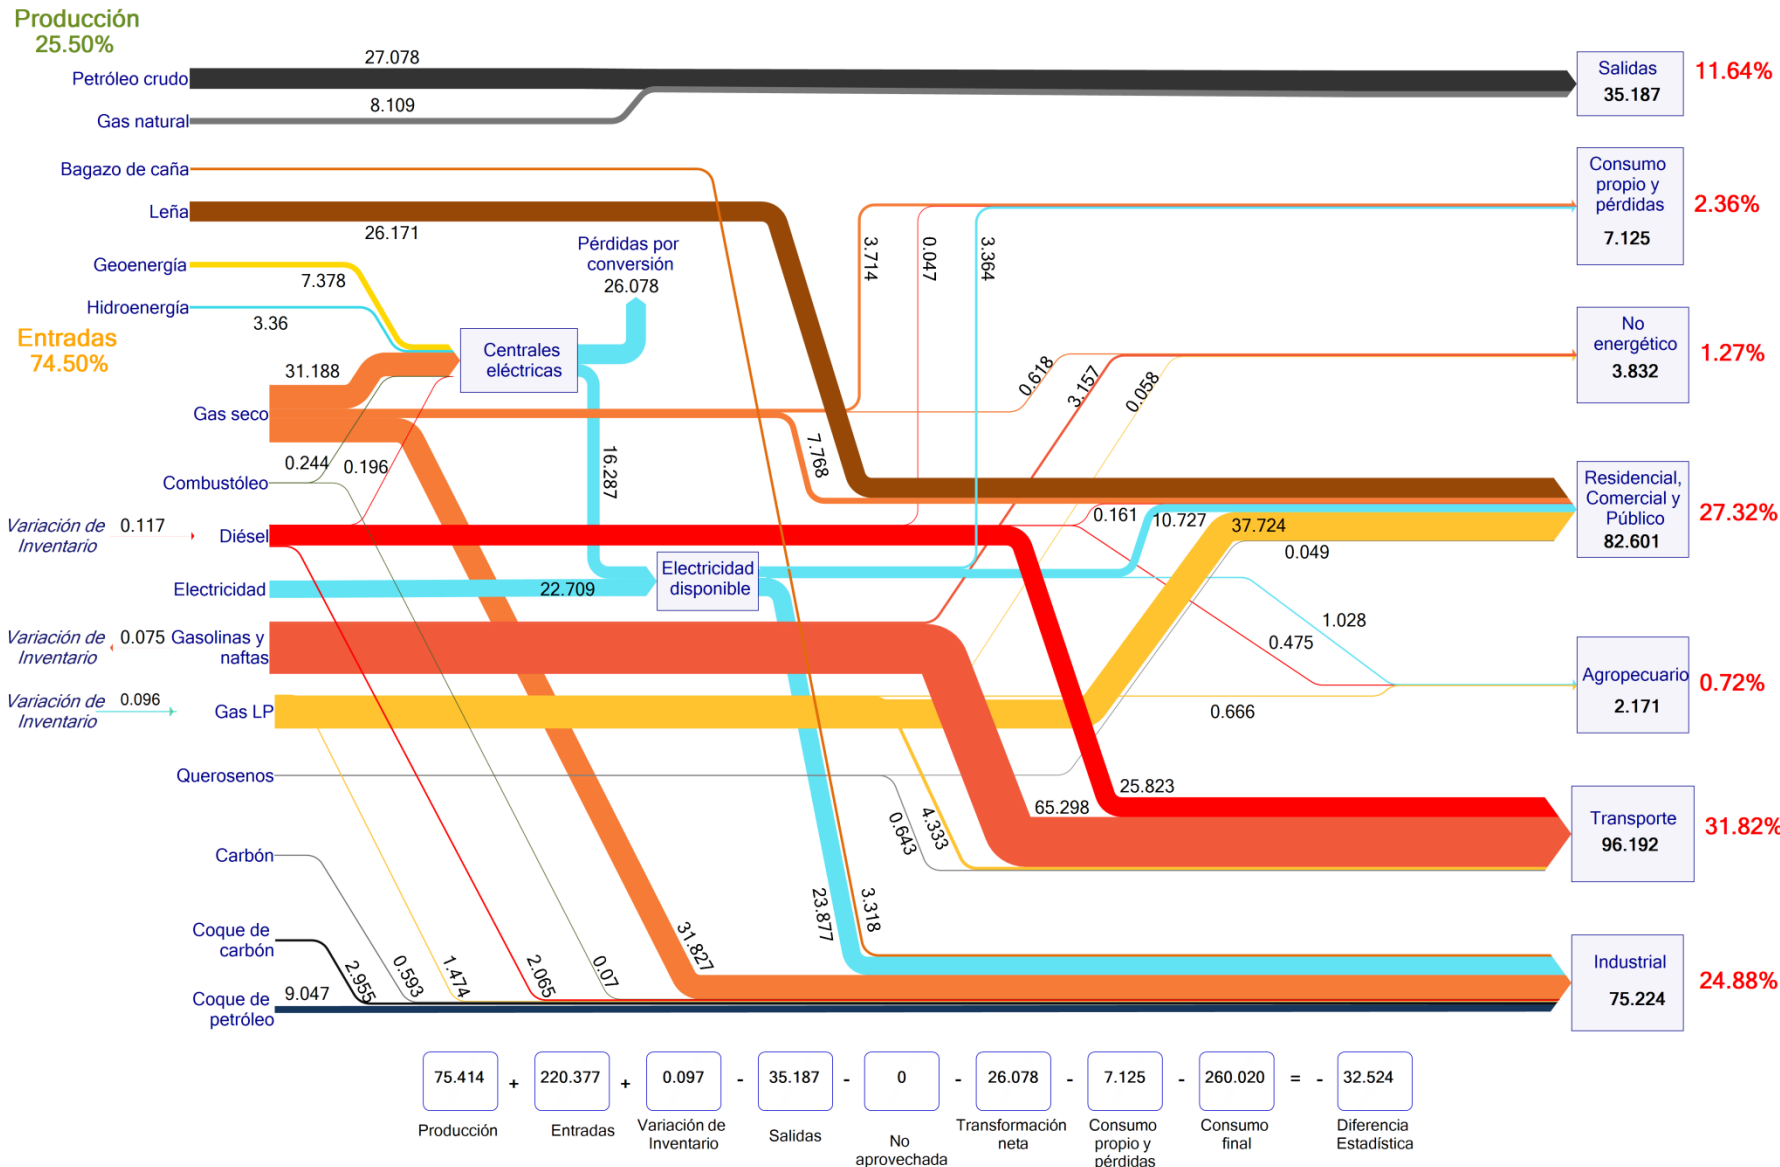 Producción
25.50%
27.078
Petróleo crudo
8.109
Gas natural
Salidas
35.187
11.64%
Bagazo de caña
Leña
26.171
Consumo
propio y
pérdidas
7.125
2.36%
Geoenergía
7.378
Hidroenergía
3.36
Pérdidas por
conversión
26.078
3.714
0.047
3.364
Entradas
74.50%
Centrales
eléctricas
31.188
Gas seco
No
energético
3.832
1.27%
0.618
3.157
0.058
0.244
0.196
Combustóleo
16.287
7.768
Residencial,
Comercial y
Público
82.601
27.32%
Variación de
Inventario
0.117
Diésel
0.161
10.727
37.724
0.049
Electricidad
22.709
Electricidad
disponible
Variación de
Inventario
0.075
Gasolinas y
naftas
1.028
0.475
Agropecuario
2.171
0.72%
Variación de
Inventario
0.096
Gas LP
0.666
Querosenos
25.823
65.298
4.333
0.643
Transporte
96.192
31.82%
Carbón
3.318
23.877
Coque de
carbón
31.827
2.955
0.593
1.474
2.065
0.07
Industrial
75.224
24.88%
9.047
Coque de
petróleo
75.414 + 220.377 + 0.097 - 35.187 - 0 - 26.078 - 7.125 - 260.020 = - 32.524
Producción
Entradas
Variación de
Inventario
Salidas
No
aprovechada
Transformación
neta
Consumo
propio y
pérdidas
Consumo
final
Diferencia
Estadística